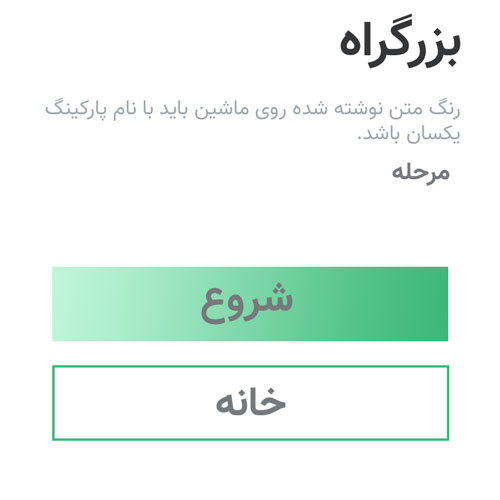 بزرگراه
رنگ متن نوشته شده روی ماشین باید با نام پارکینگ
یکسان باشد.
مرحله
شروع
خانه